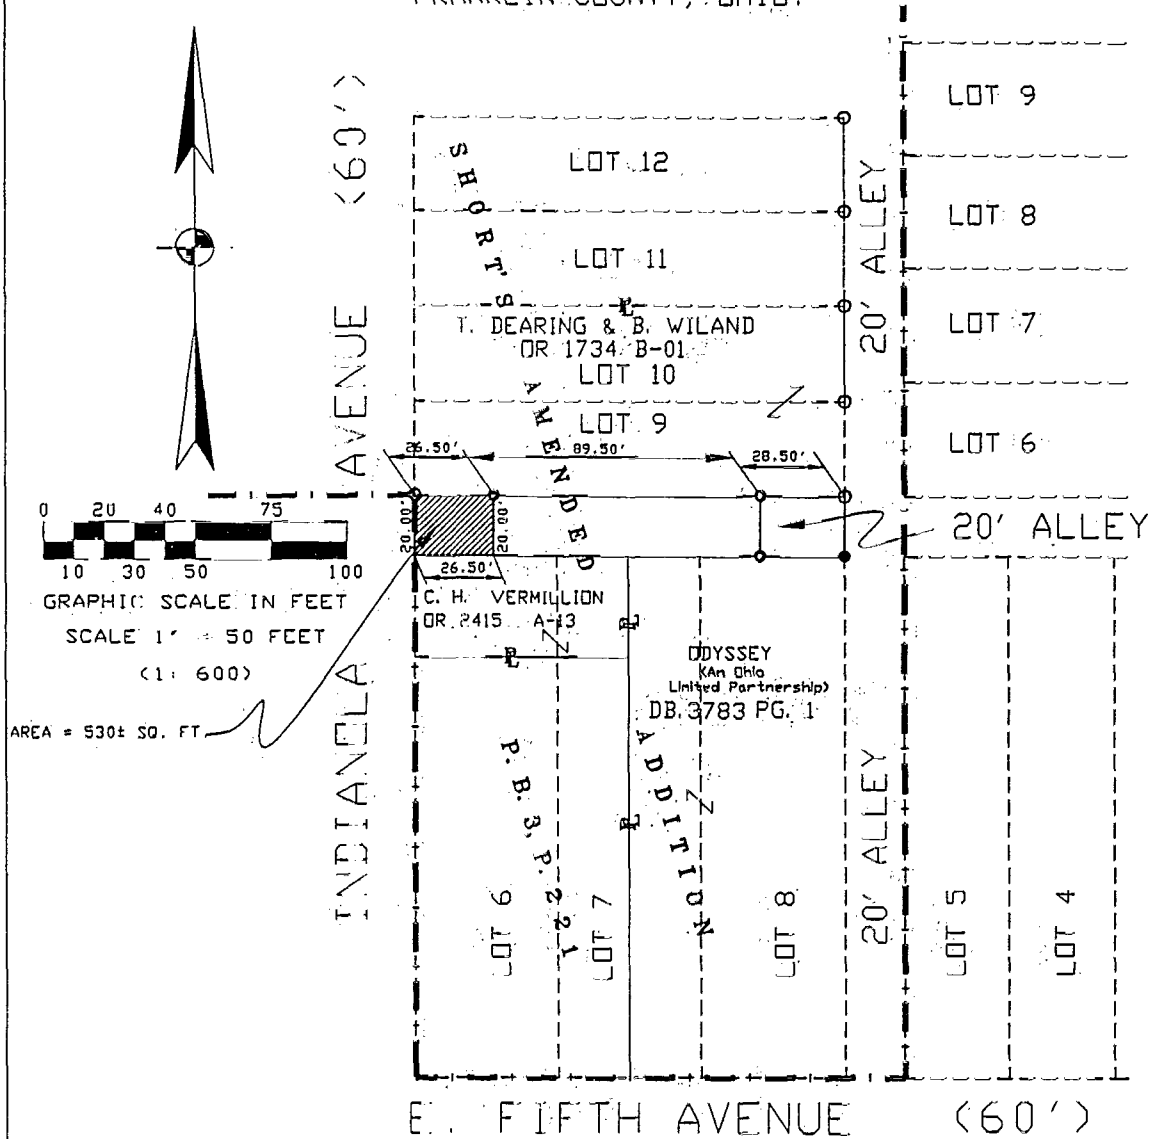 FRANKLIN COUNTY, OHIO.
LOT 9
LOT 12
LOT 8
LOT 11
T. DEARING & B. WILAND
OR 1734 B-01
LOT 10
LOT 7
LOT 9
LOT 6
26.50'
89.50'
28.50'
20' ALLEY
20' ALLEY
20.00'
20.00'
26.50'
0 20 40 75
10 30 50 100
GRAPHIC SCALE IN FEET
SCALE 1' = 50 FEET
(1: 600)
AREA = 530± SQ. FT.
C. H. VERMILLION
OR 2415 A-13
PL
PL
PL
PL
ODYSSEY
(An Ohio
Limited Partnership)
DB. 3783 PG. 1
SHORT'S AMENDED ADDITION
P. B. 3, P. 221
INDIANOLA AVENUE (60')
LOT 6
LOT 7
LOT 8
20' ALLEY
LOT 5
LOT 4
E. FIFTH AVENUE (60')